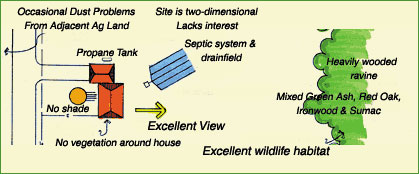 Occasional Dust Problems
From Adjacent Ag Land
Site is two-dimensional
Lacks interest
Propane Tank
Septic system &
drainfield
Heavily wooded
ravine
No shade
Mixed Green Ash, Red Oak,
Ironwood & Sumac
Excellent View
No vegetation around house
Excellent wildlife habitat